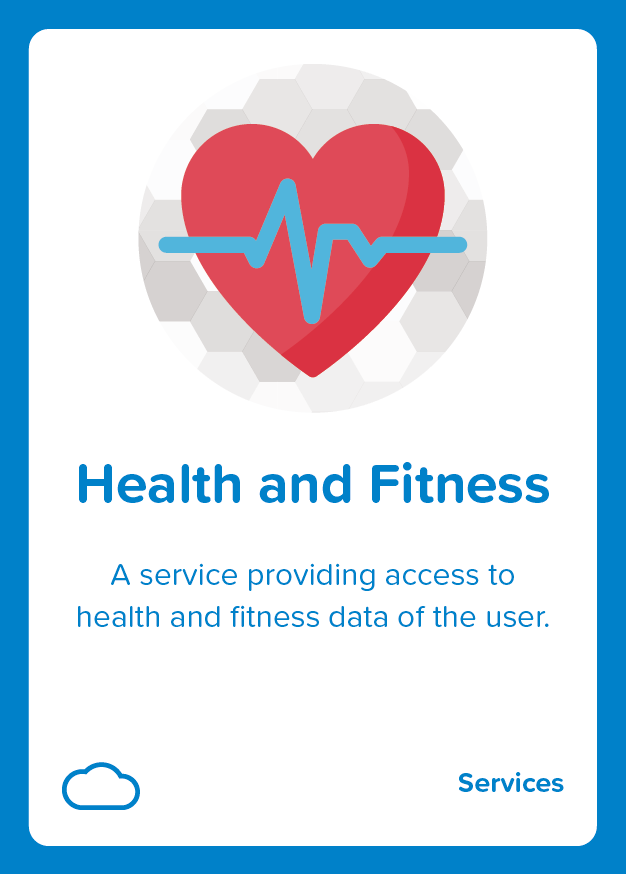 Health and Fitness
A service providing access to
health and fitness data of the user.
Services